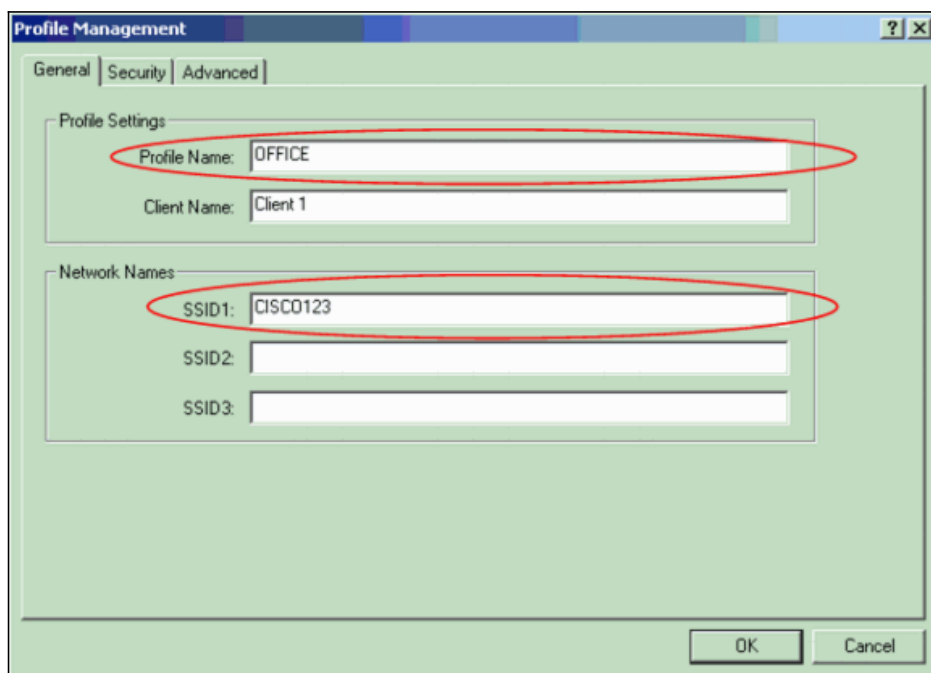 Profile Management
General Security Advanced
Profile Settings
Profile Name: OFFICE
Client Name: Client 1
Network Names
SSID1: CISCO123
SSID2:
SSID3:
OK Cancel